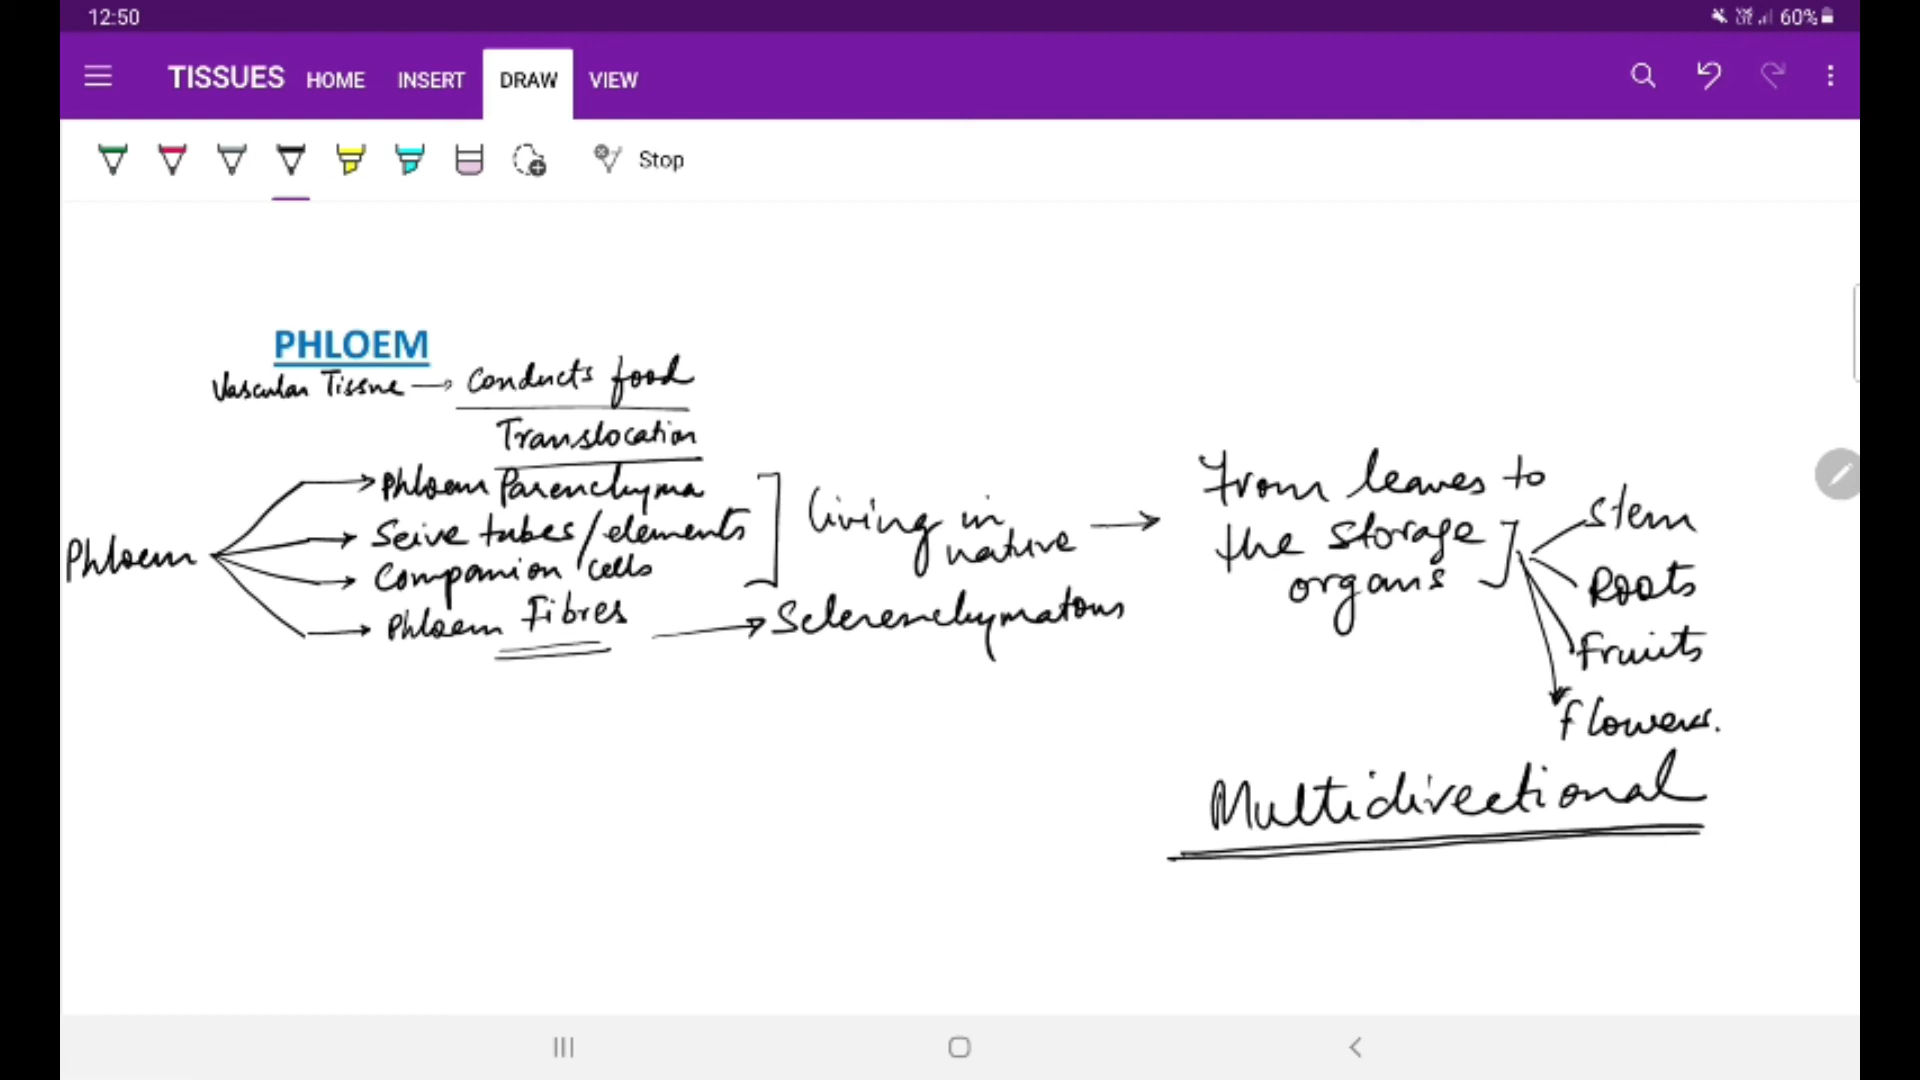 12:50
60%
TISSUES HOME INSERT DRAW VIEW
Stop
PHLOEM
Vascular Tissue → Conducts food
Translocation
Phloem
Phloem Parenchyma
Seive tubes/elements
Companion cells
Phloem Fibres
living in
native
Sclerenchymatous
From leaves to
the storage
organs
Stem
Roots
Fruits
Flowers.
Multidirectional